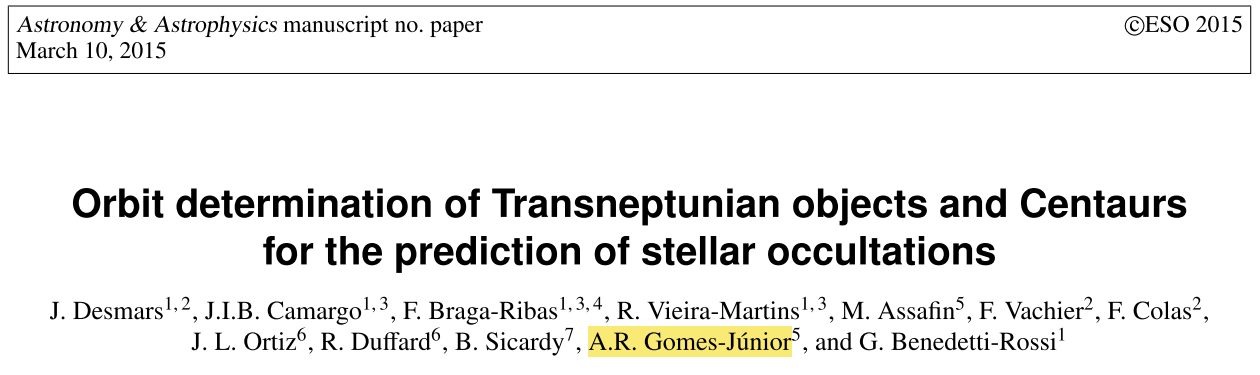 Astronomy & Astrophysics manuscript no. paper ©ESO 2015
March 10, 2015
Orbit determination of Transneptunian objects and Centaurs
for the prediction of stellar occultations
J. Desmars1, 2, J.I.B. Camargo1, 3, F. Braga-Ribas1, 3, 4, R. Vieira-Martins1, 3, M. Assafin5, F. Vachier2, F. Colas2,
J. L. Ortiz6, R. Duffard6, B. Sicardy7, A.R. Gomes-Júnior5, and G. Benedetti-Rossi1